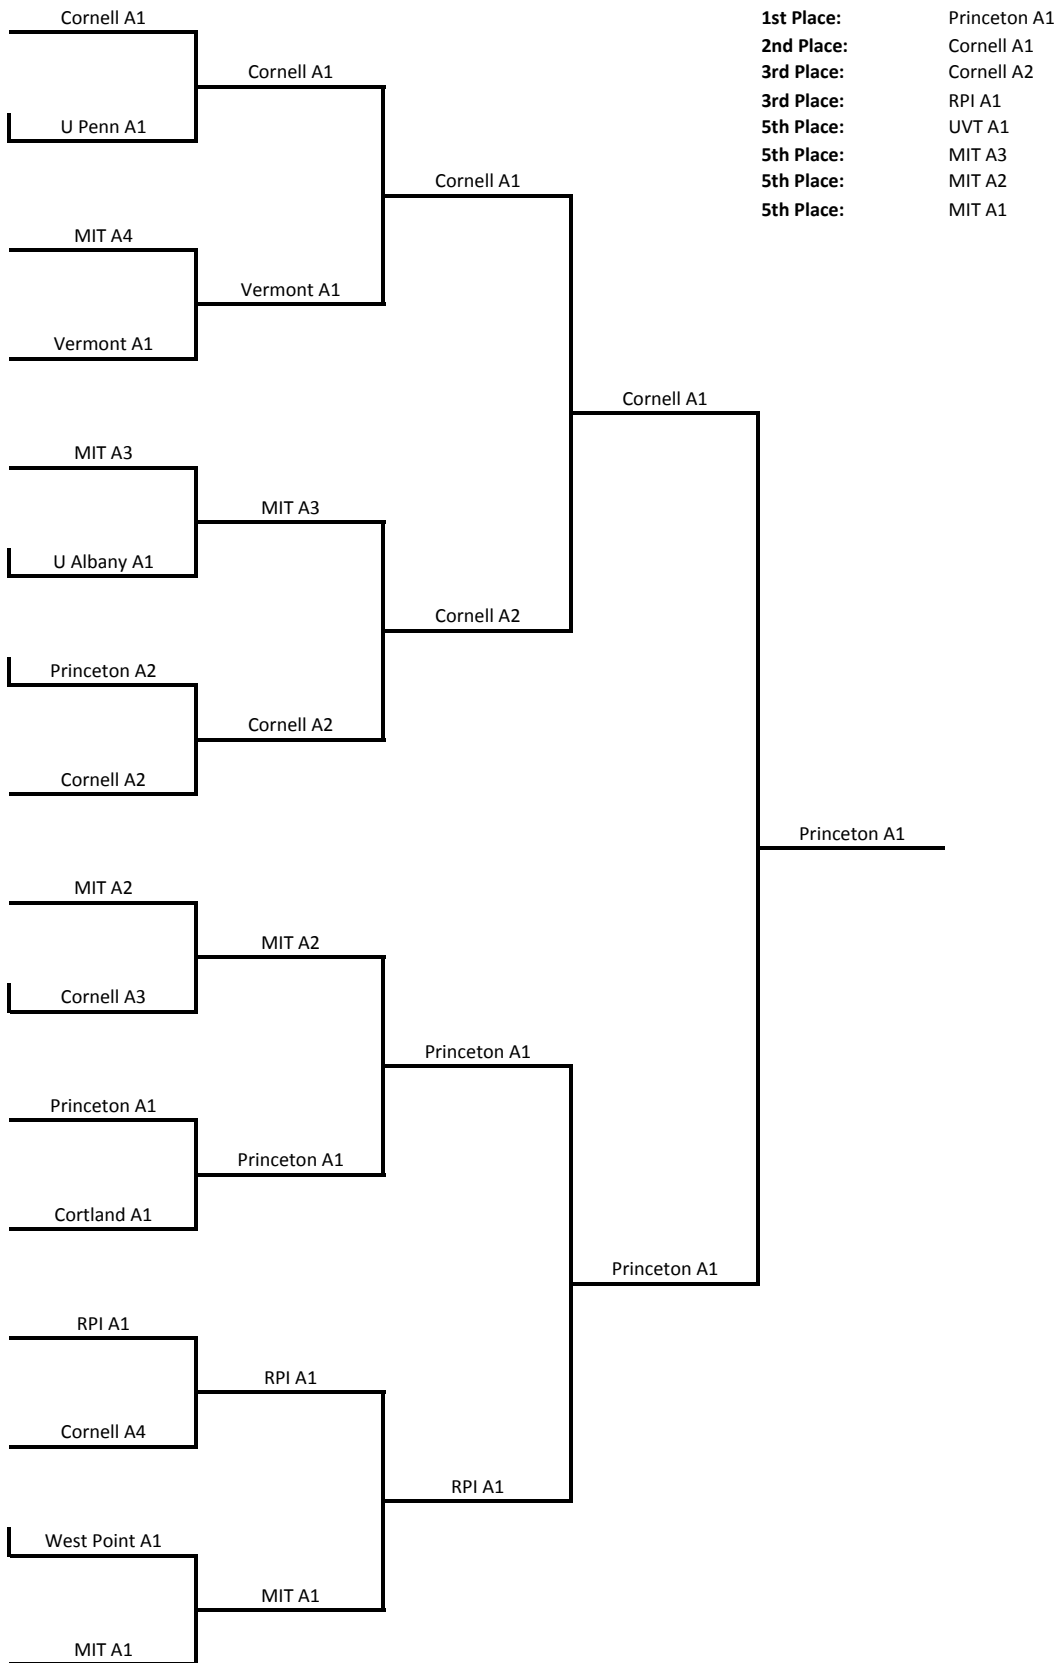 Cornell A1
1st Place: Princeton A1
2nd Place: Cornell A1
Cornell A1
3rd Place: Cornell A2
3rd Place: RPI A1
U Penn A1
5th Place: UVT A1
5th Place: MIT A3
Cornell A1
5th Place: MIT A2
5th Place: MIT A1
MIT A4
Vermont A1
Vermont A1
Cornell A1
MIT A3
MIT A3
U Albany A1
Cornell A2
Princeton A2
Cornell A2
Cornell A2
Princeton A1
MIT A2
MIT A2
Cornell A3
Princeton A1
Princeton A1
Princeton A1
Cortland A1
Princeton A1
RPI A1
RPI A1
Cornell A4
RPI A1
West Point A1
MIT A1
MIT A1